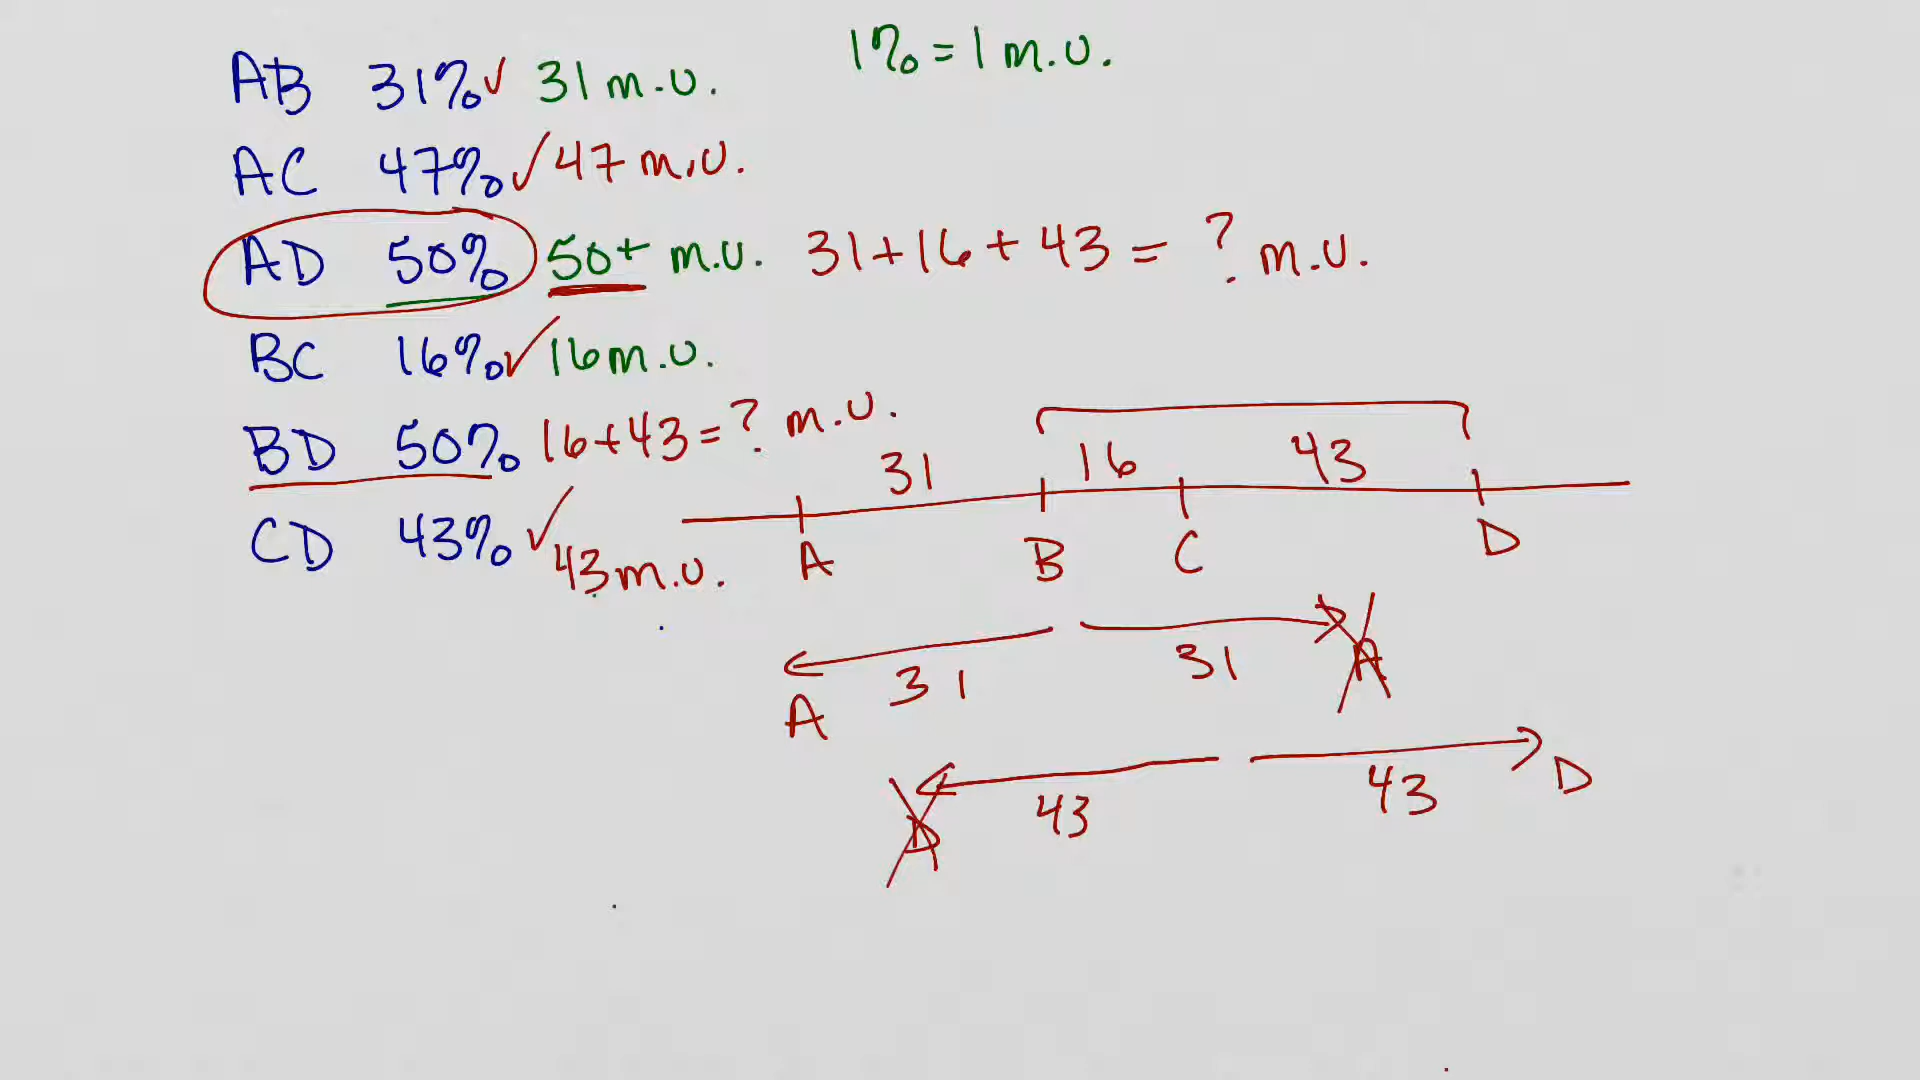 1% = 1 m.u.
AB 31% ✓ 31 m.u.
AC 47% ✓ 47 m.u.
AD 50% 50+ m.u. 31+16+43 = ? m.u.
BC 16% ✓ 16 m.u.
BD 50% 16+43 = ? m.u.
CD 43% ✓ 43 m.u.
31 16 43
A B C D
31 31 A
A
43 43 D
D